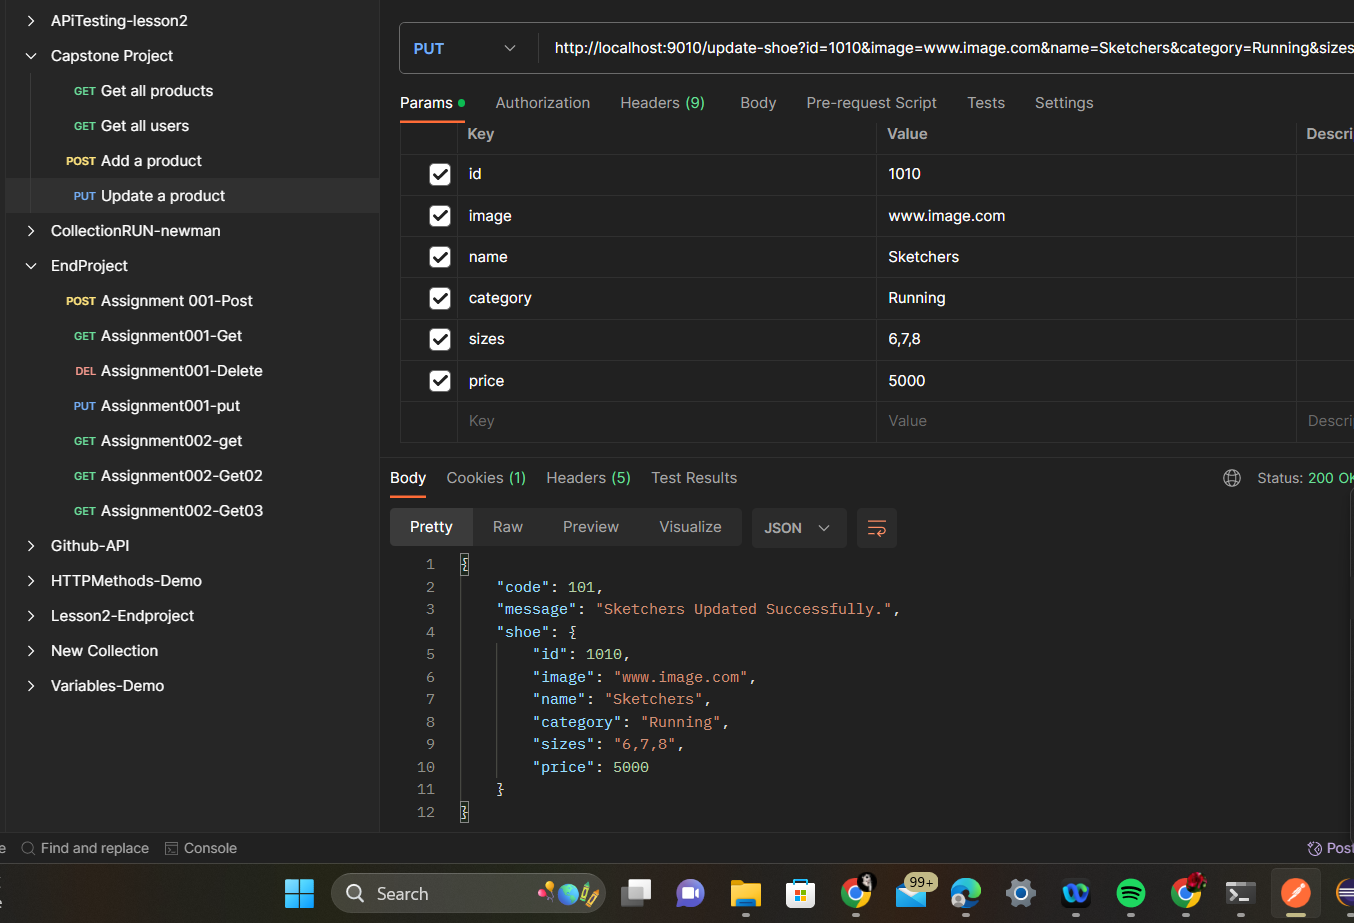 APiTesting-lesson2
Capstone Project
GET Get all products
GET Get all users
POST Add a product
PUT Update a product
CollectionRUN-newman
EndProject
POST Assignment 001-Post
GET Assignment001-Get
DEL Assignment001-Delete
PUT Assignment001-put
GET Assignment002-get
GET Assignment002-Get02
GET Assignment002-Get03
Github-API
HTTPMethods-Demo
Lesson2-Endproject
New Collection
Variables-Demo
PUT http://localhost:9010/update-shoe?id=1010&image=www.image.com&name=Sketchers&category=Running&sizes
Params Authorization Headers (9) Body Pre-request Script Tests Settings
Key Value Descri
id 1010
image www.image.com
name Sketchers
category Running
sizes 6,7,8
price 5000
Key Value Descri
Body Cookies (1) Headers (5) Test Results Status: 200 OK
Pretty Raw Preview Visualize JSON
1 {
2 "code": 101,
3 "message": "Sketchers Updated Successfully.",
4 "shoe": {
5 "id": 1010,
6 "image": "www.image.com",
7 "name": "Sketchers",
8 "category": "Running",
9 "sizes": "6,7,8",
10 "price": 5000
11 }
12 }
e Find and replace Console Post
Search 99+